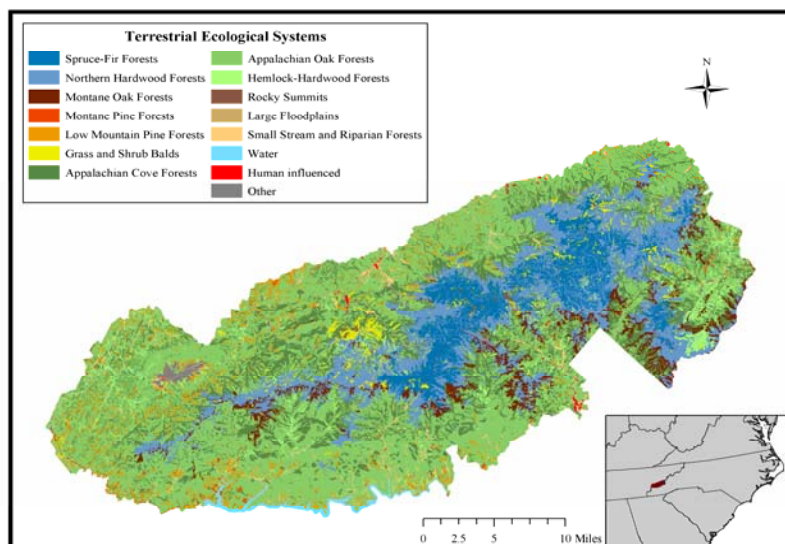 Terrestrial Ecological Systems
Spruce-Fir Forests
Northern Hardwood Forests
Montane Oak Forests
Montane Pine Forests
Low Mountain Pine Forests
Grass and Shrub Balds
Appalachian Cove Forests
Appalachian Oak Forests
Hemlock-Hardwood Forests
Rocky Summits
Large Floodplains
Small Stream and Riparian Forests
Water
Human influenced
Other
N
0 2.5 5 10 Miles